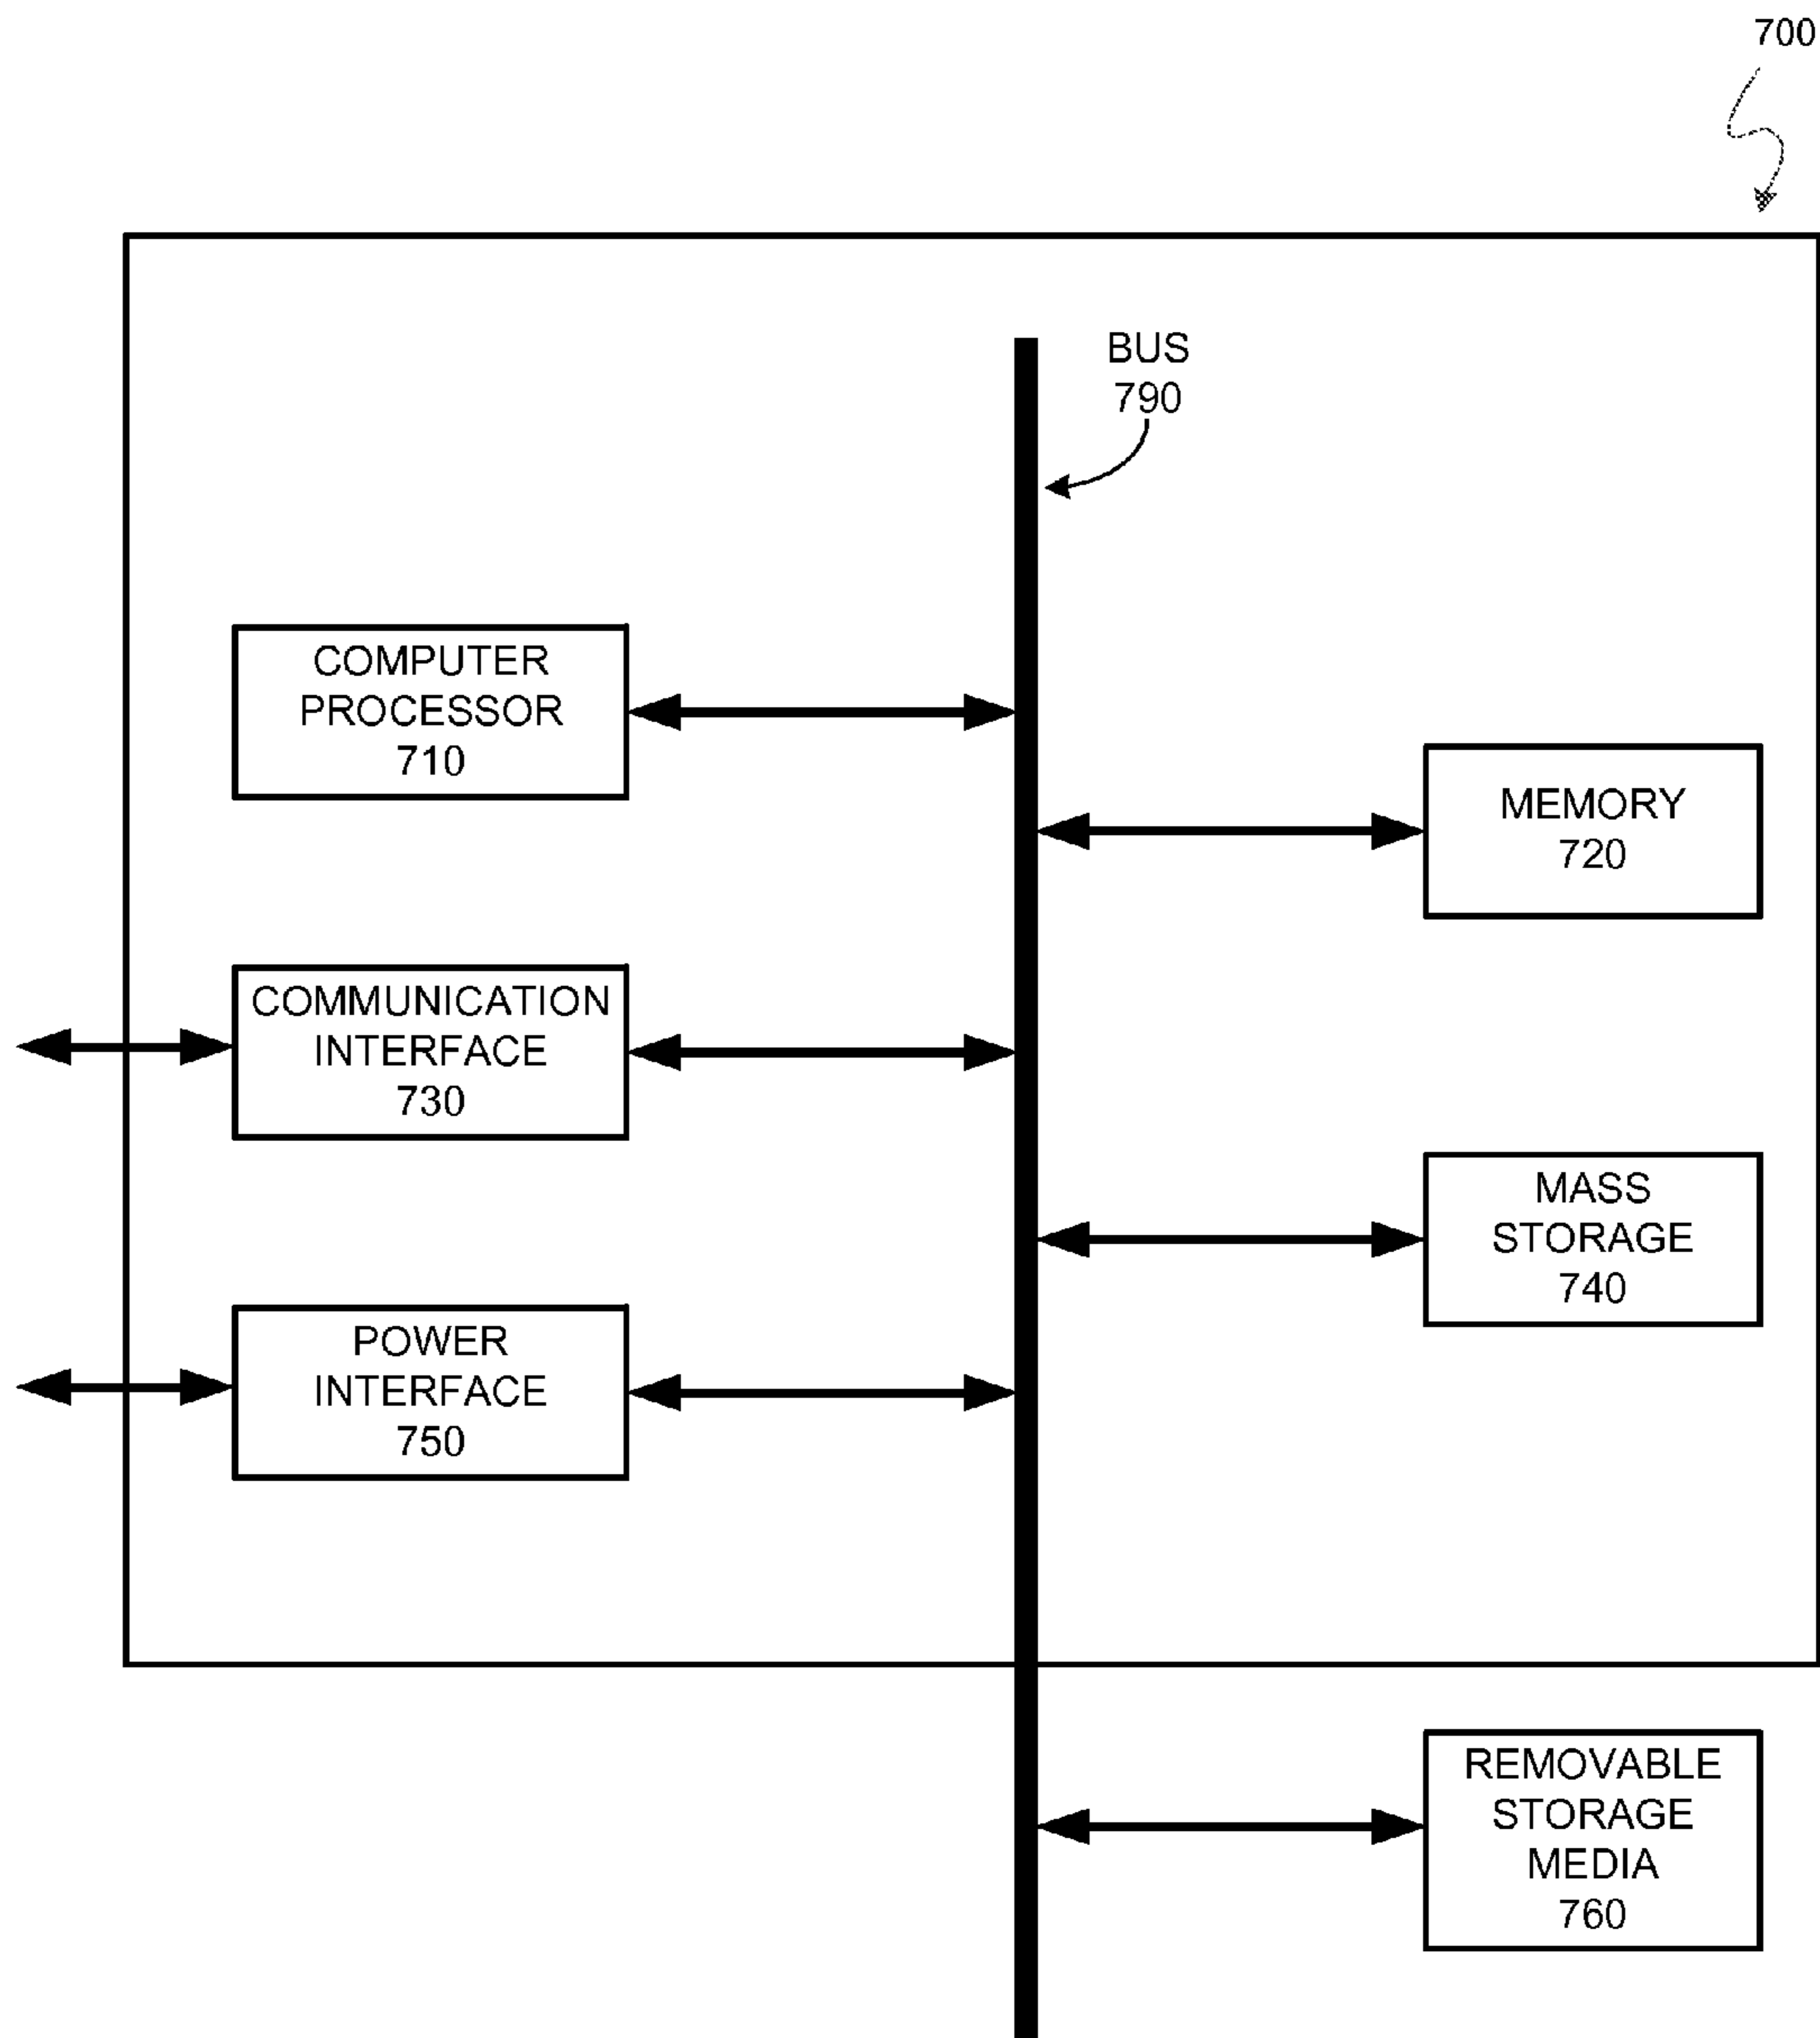 700
BUS
790
COMPUTER
PROCESSOR
710
MEMORY
720
COMMUNICATION
INTERFACE
730
MASS
STORAGE
740
POWER
INTERFACE
750
REMOVABLE
STORAGE
MEDIA
760